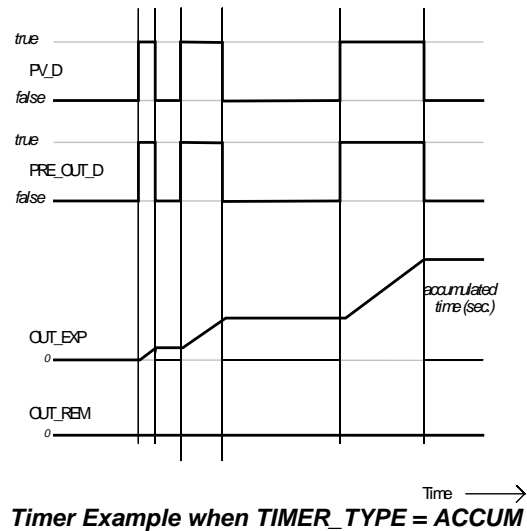 true
PV_D
false
true
PRE_OUT_D
false
accumulated
time (sec.)
OUT_EXP
0
OUT_REM
0
Time
Timer Example when TIMER_TYPE = ACCUM